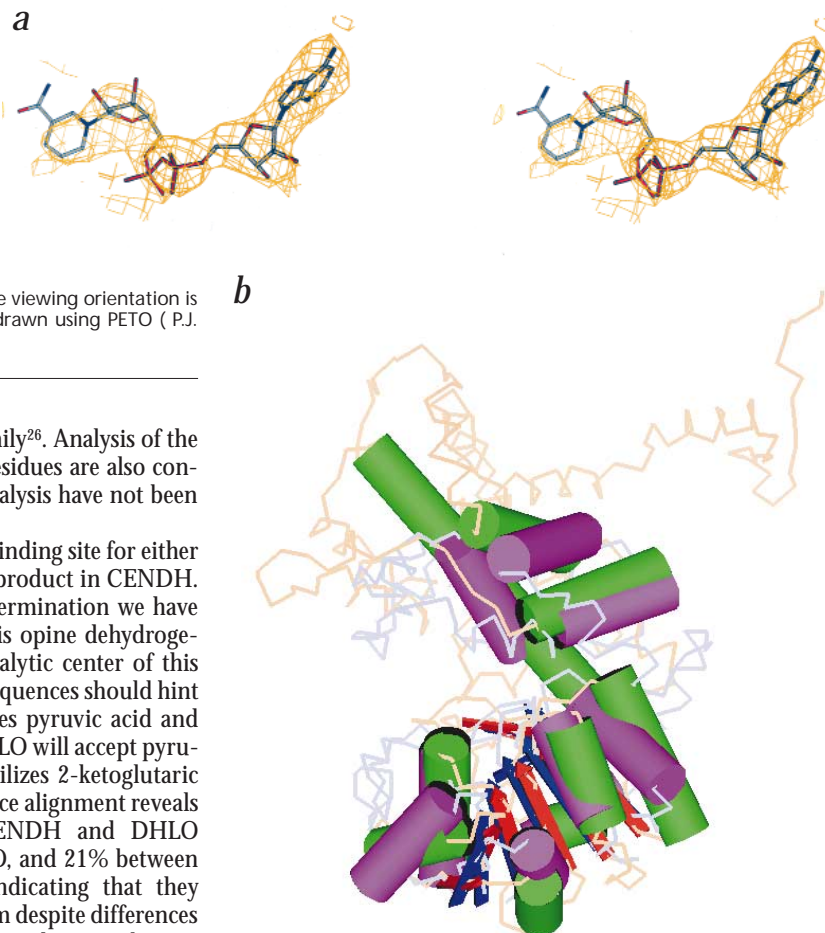 a
e viewing orientation is
drawn using PETO ( P.J.
b
ily26. Analysis of the
esidues are also con-
alysis have not been
inding site for either
product in CENDH.
ermination we have
is opine dehydroge-
alytic center of this
quences should hint
es pyruvic acid and
LO will accept pyru-
ilizes 2-ketoglutaric
ce alignment reveals
ENDH and DHLO
O, and 21% between
ndicating that they
m despite differences